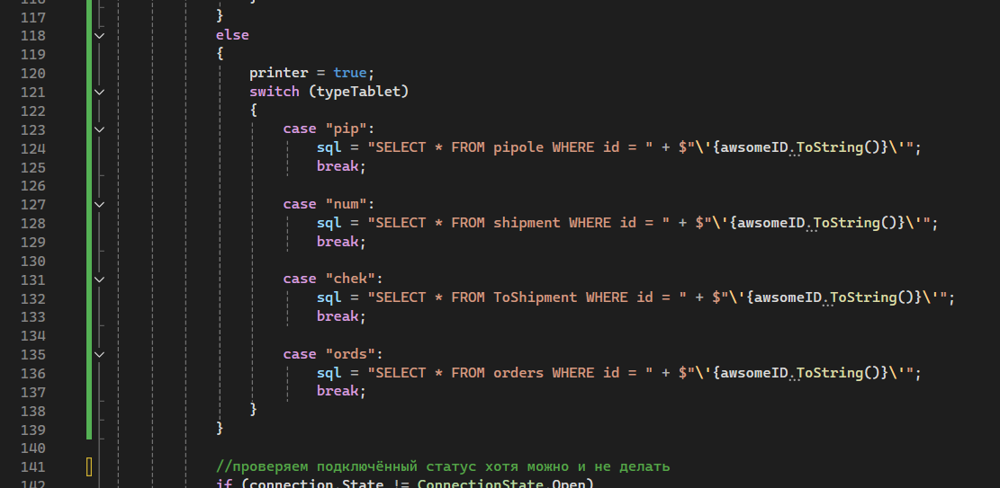 116 }
117 }
118 else
119 {
120 printer = true;
121 switch (typeTablet)
122 {
123 case "pip":
124 sql = "SELECT * FROM pipole WHERE id = " + $"\'{awsomeID.ToString()}\'";
125 break;
126
127 case "num":
128 sql = "SELECT * FROM shipment WHERE id = " + $"\'{awsomeID.ToString()}\'";
129 break;
130
131 case "chek":
132 sql = "SELECT * FROM ToShipment WHERE id = " + $"\'{awsomeID.ToString()}\'";
133 break;
134
135 case "ords":
136 sql = "SELECT * FROM orders WHERE id = " + $"\'{awsomeID.ToString()}\'";
137 break;
138 }
139 }
140
141 //проверяем подключённый статус хотя можно и не делать
142 if (connection.State != ConnectionState.Open)